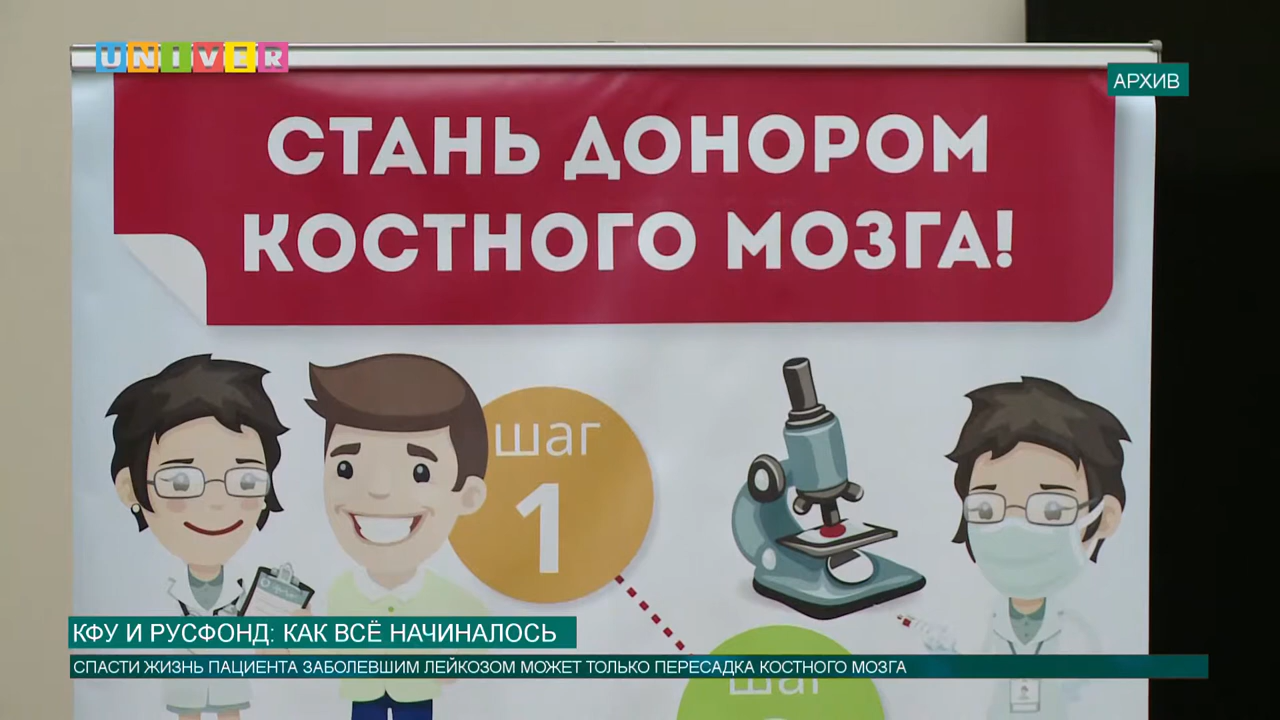 UNIVER
АРХИВ
СТАНЬ ДОНОРОМ
КОСТНОГО МОЗГА!
шаг
1
шаг
КФУ И РУСФОНД: КАК ВСЁ НАЧИНАЛОСЬ
СПАСТИ ЖИЗНЬ ПАЦИЕНТА ЗАБОЛЕВШИМ ЛЕЙКОЗОМ МОЖЕТ ТОЛЬКО ПЕРЕСАДКА КОСТНОГО МОЗГА